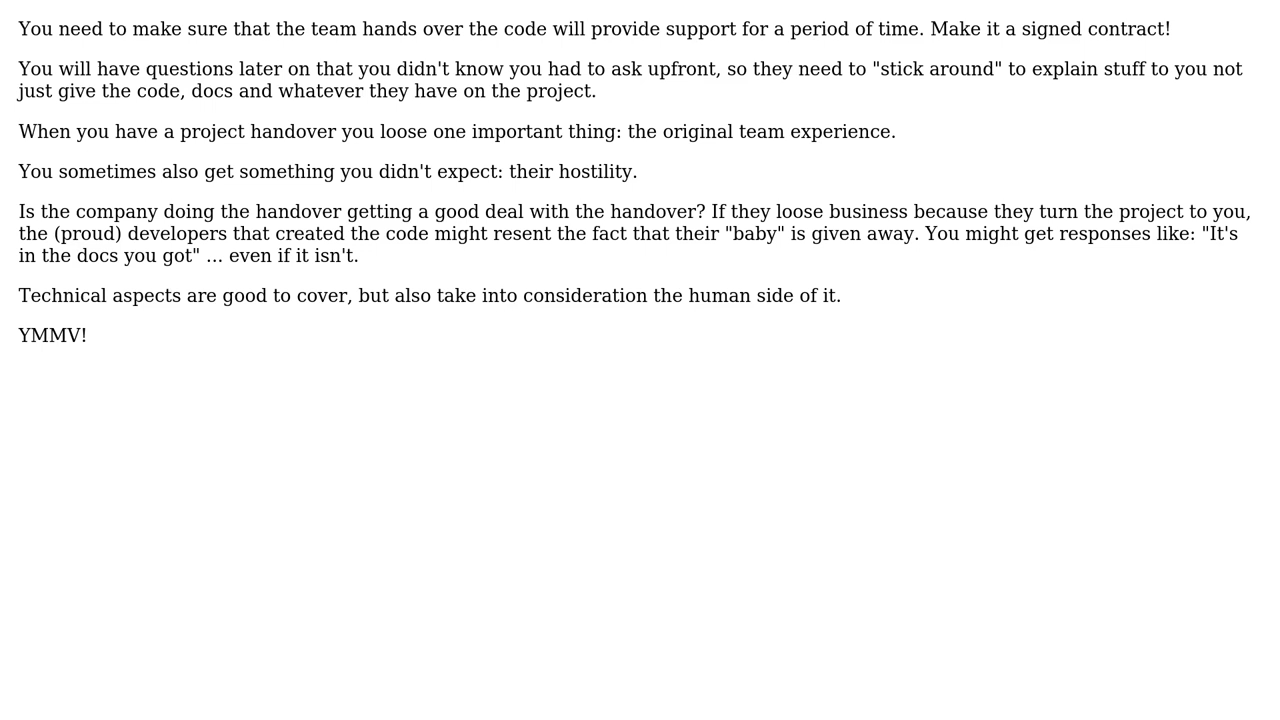 You need to make sure that the team hands over the code will provide support for a period of time. Make it a signed contract!
You will have questions later on that you didn't know you had to ask upfront, so they need to "stick around" to explain stuff to you not
just give the code, docs and whatever they have on the project.
When you have a project handover you loose one important thing: the original team experience.
You sometimes also get something you didn't expect: their hostility.
Is the company doing the handover getting a good deal with the handover? If they loose business because they turn the project to you,
the (proud) developers that created the code might resent the fact that their "baby" is given away. You might get responses like: "It's
in the docs you got" ... even if it isn't.
Technical aspects are good to cover, but also take into consideration the human side of it.
YMMV!